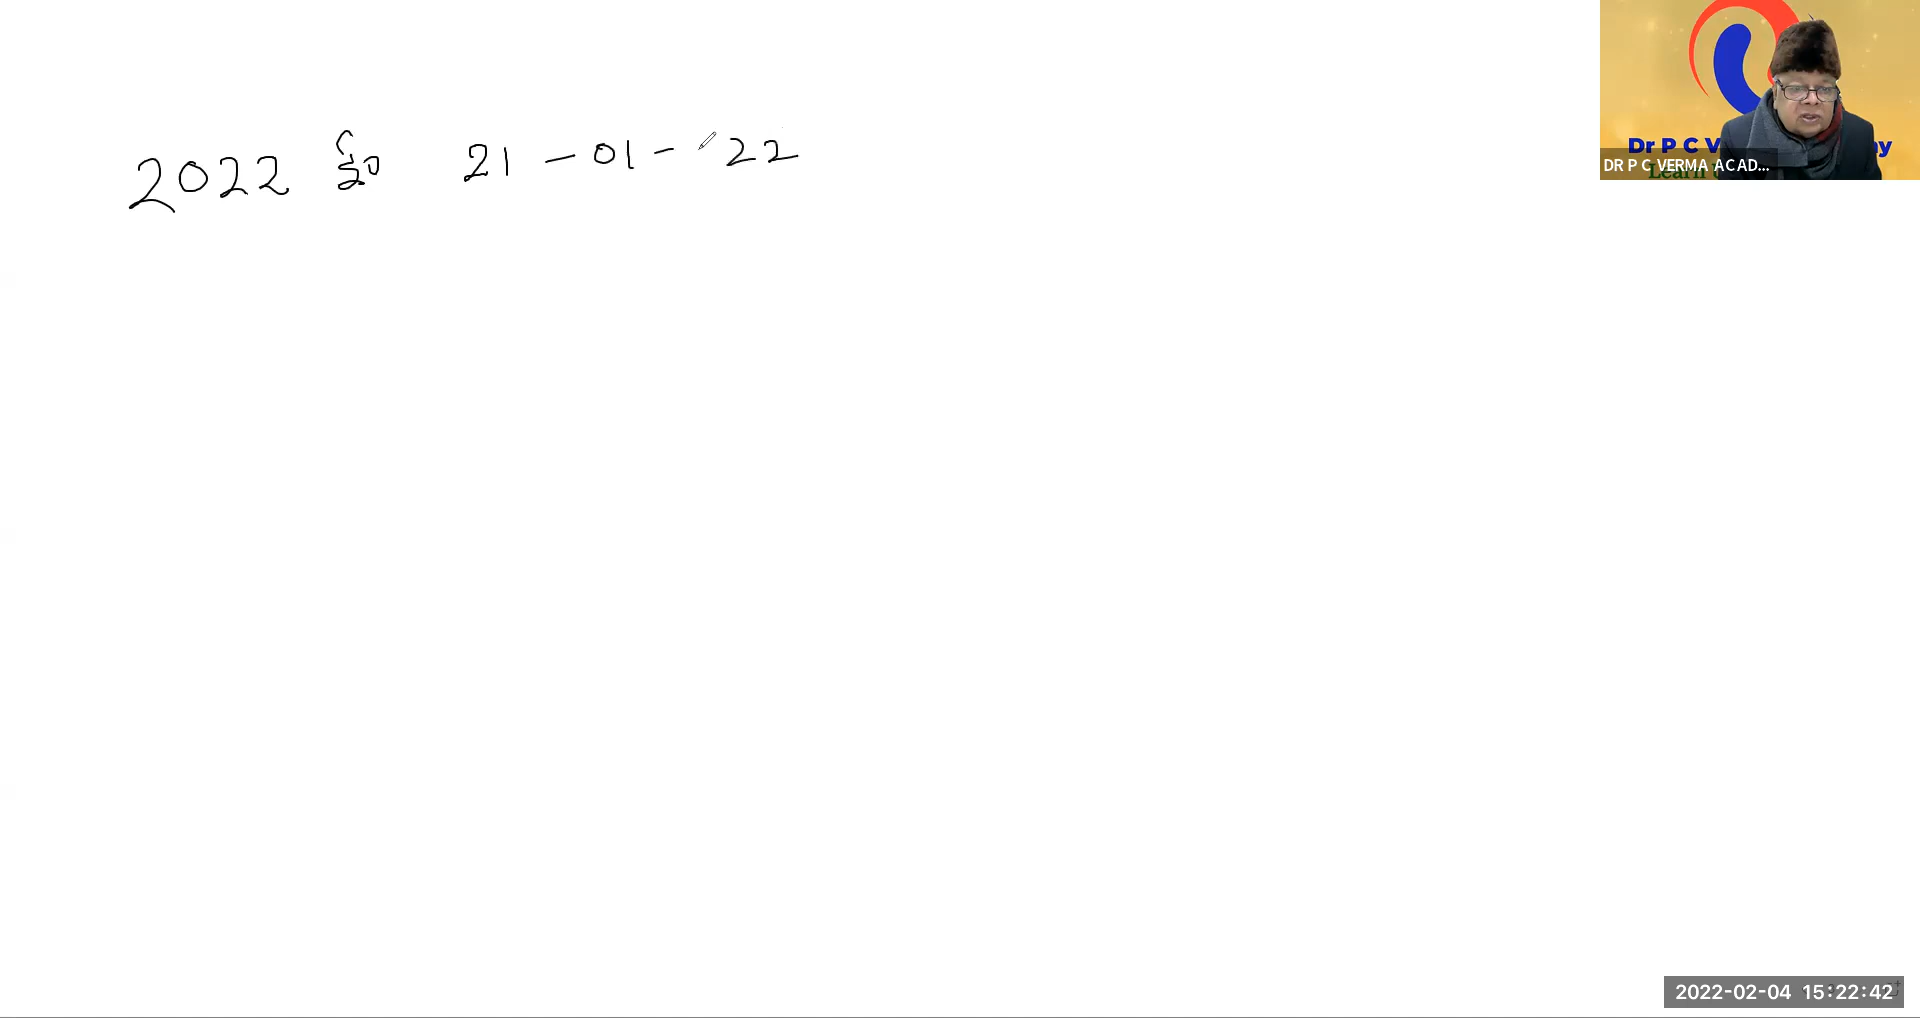 2022 ई० 21-01-'22
Dr P C V
y
DR P C VERMA ACAD...
2022-02-04 15:22:42